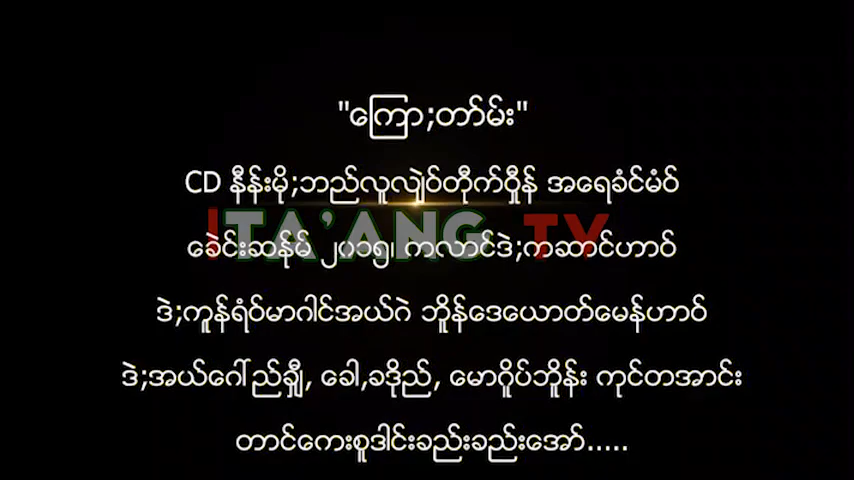 "ကြော;တာ်မ်း"
CD နီန်းမို;ဘည်လူလျဲဝ်တိုက်ဝှီန် အရေခံင်မံဝ်
TA'ANG TV
ခေဲင်းဆန်ုမ် ၂၀၁၅၊ ကလာင်ဒဲ;ကဆာင်ဟာဝ်
ဒဲ;ကူန်ရံဝ်မာဂါင်အယ်ဂဲ ဘိူန်ဒေယောတ်မေန်ဟာဝ်
ဒဲ;အယ်ဂေါ်ည်ချီ, ခေါ,ခဒိုည်, မောဂိူပ်ဘိူန်း ကုင်တအာင်း
တာင်ကေးစူဒါင်းခည်းခည်းအော်.....